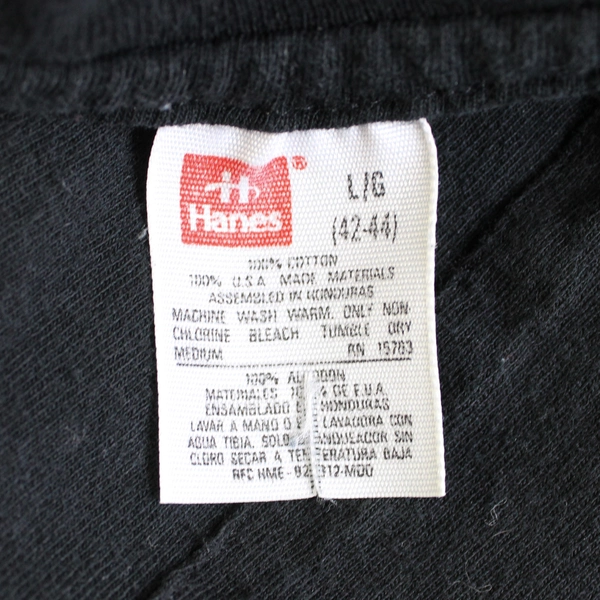 H
Hanes ®
L/G
(42-44)
100% COTTON
100% U.S.A. MADE MATERIALS
ASSEMBLED IN HONDURAS
MACHINE WASH WARM. ONLY NON-
CHLORINE BLEACH TUMBLE DRY
MEDIUM RN 15763
100% ALGODON
MATERIALES DE E.U.A.
ENSAMBLADO HONDURAS
LAVAR A MANO O LAVADORA CON
AGUA TIBIA. SOLO SIN
CLORO SECAR A TEMPERATURA BAJA
RFC HME-